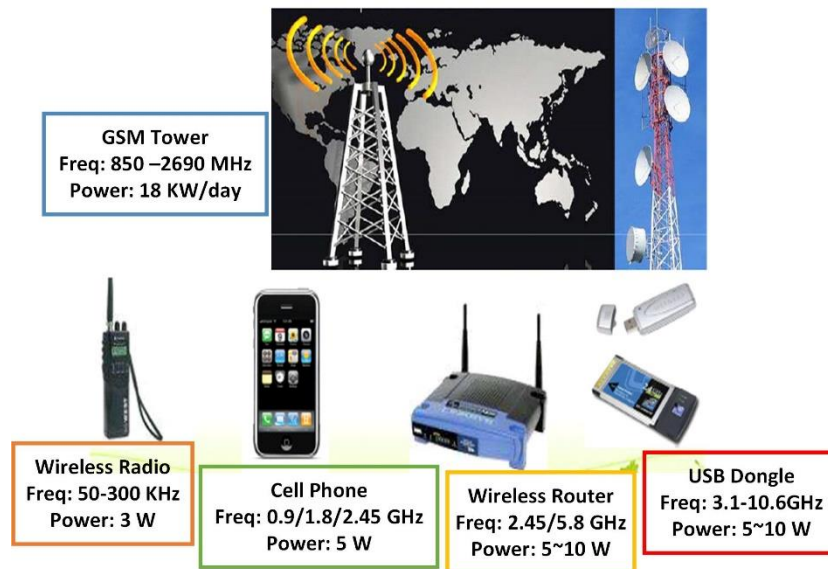 GSM Tower
Freq: 850 –2690 MHz
Power: 18 KW/day
Wireless Radio
Freq: 50-300 KHz
Power: 3 W
Cell Phone
Freq: 0.9/1.8/2.45 GHz
Power: 5 W
Wireless Router
Freq: 2.45/5.8 GHz
Power: 5~10 W
USB Dongle
Freq: 3.1-10.6GHz
Power: 5~10 W